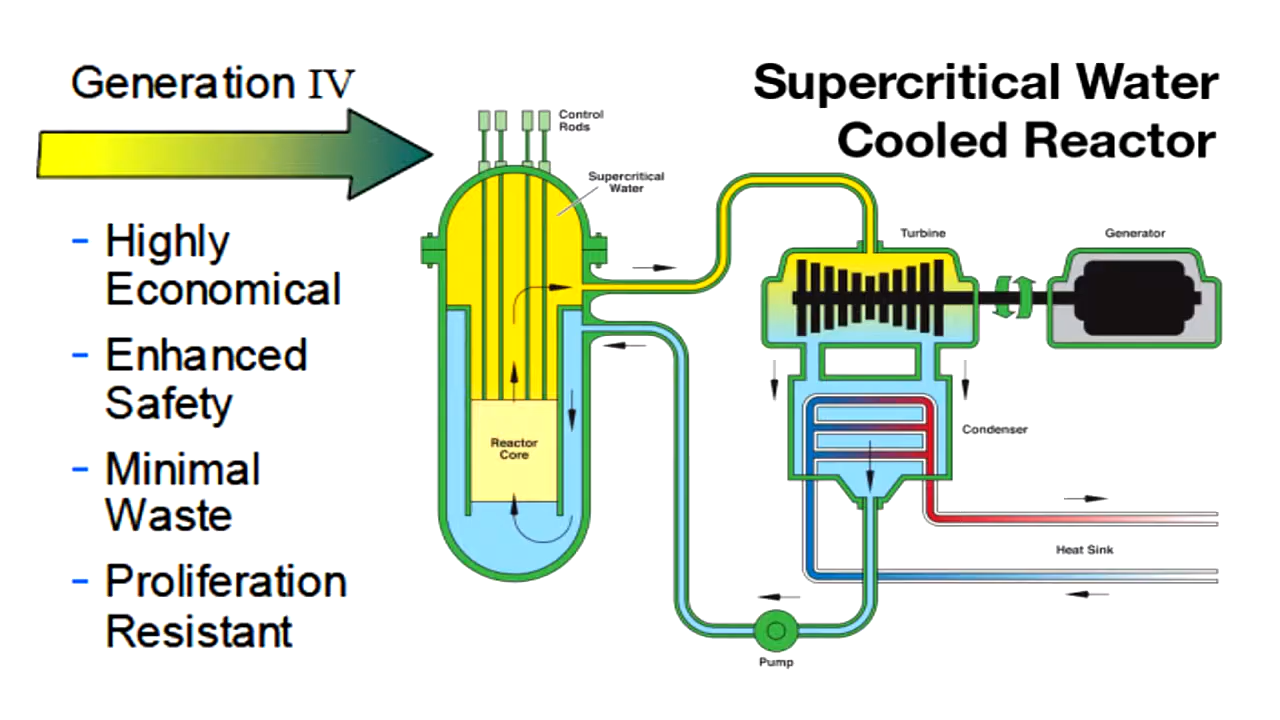 Generation IV
Supercritical Water
Cooled Reactor
- Highly
Economical
- Enhanced
Safety
- Minimal
Waste
- Proliferation
Resistant
Control
Rods
Supercritical
Water
Reactor
Core
Turbine
Generator
Condenser
Heat Sink
Pump